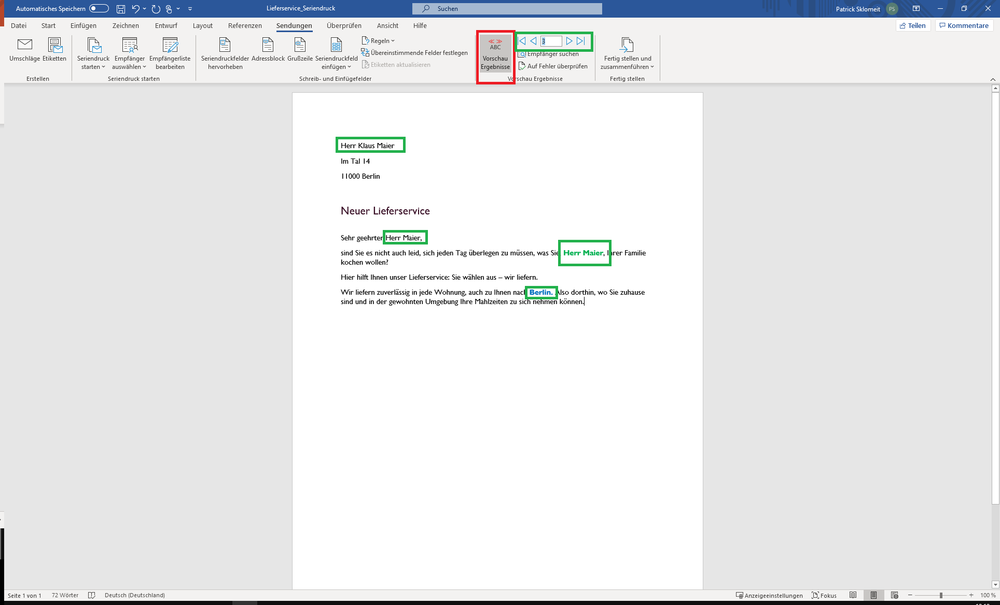 Automatisches Speichern
Lieferservice_Seriendruck
Suchen
Patrick Sklomeit
PS
Datei Start Einfügen Zeichnen Entwurf Layout Referenzen Sendungen Überprüfen Ansicht Hilfe
Teilen Kommentare
Umschläge Etiketten
Erstellen
Seriendruck
starten
Empfänger
auswählen
Empfängerliste
bearbeiten
Seriendruck starten
Seriendruckfelder
hervorheben
Adressblock
Grußzeile
Seriendruckfeld
einfügen
Regeln
Übereinstimmende Felder festlegen
Etiketten aktualisieren
Schreib- und Einfügefelder
ABC
Vorschau
Ergebnisse
3
Empfänger suchen
Auf Fehler überprüfen
Vorschau Ergebnisse
Fertig stellen und
zusammenführen
Fertig stellen
Herr Klaus Maier
Im Tal 14
11000 Berlin
Neuer Lieferservice
Sehr geehrter Herr Maier,
sind Sie es nicht auch leid, sich jeden Tag überlegen zu müssen, was Sie Herr Maier, Ihrer Familie
kochen wollen?
Hier hilft Ihnen unser Lieferservice: Sie wählen aus – wir liefern.
Wir liefern zuverlässig in jede Wohnung, auch zu Ihnen nach Berlin. Also dorthin, wo Sie zuhause
sind und in der gewohnten Umgebung Ihre Mahlzeiten zu sich nehmen können.
Seite 1 von 1 72 Wörter Deutsch (Deutschland)
Anzeigeeinstellungen Fokus 100 %